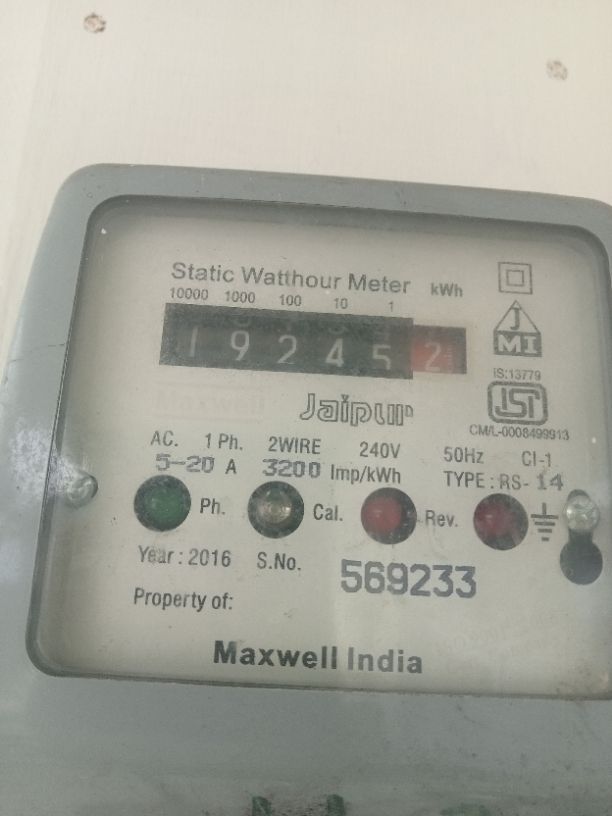 Static Watthour Meter kWh
10000 1000 100 10 1
1 9 2 4 5 2
J
MI
IS:13779
Jaipur
ISI
CM/L-0008499913
AC. 1 Ph. 2WIRE 240V 50Hz Cl-1
5-20 A 3200 Imp/kWh TYPE : RS- 14
Ph. Cal. Rev.
Year : 2016 S.No. 569233
Property of:
Maxwell India